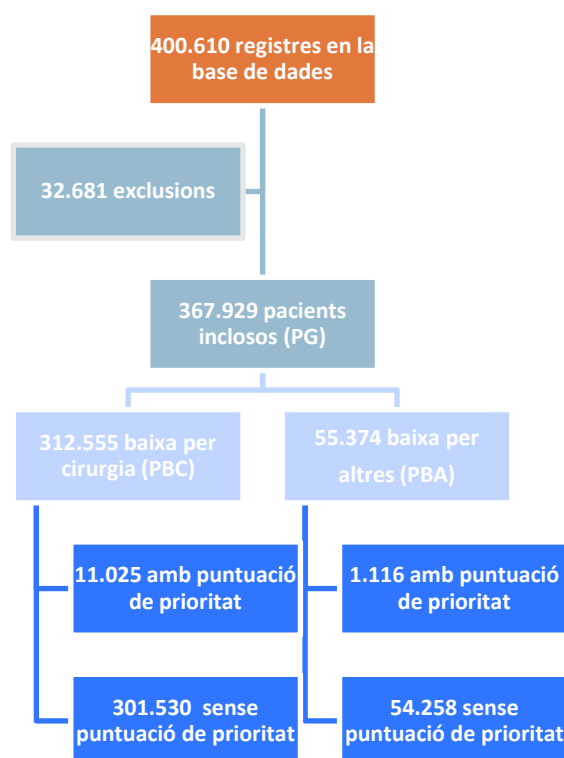 400.610 registres en la
base de dades
32.681 exclusions
367.929 pacients
inclosos (PG)
312.555 baixa per
cirurgia (PBC)
55.374 baixa per
altres (PBA)
11.025 amb puntuació
de prioritat
1.116 amb puntuació
de prioritat
301.530 sense
puntuació de prioritat
54.258 sense
puntuació de prioritat